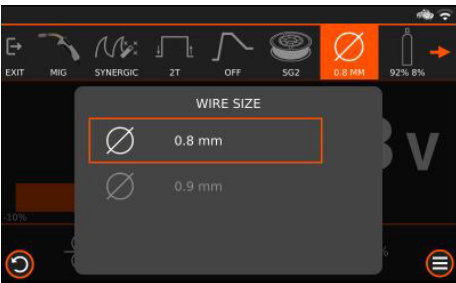 EXIT MIG SYNERGIC 2T OFF SG2 0.8 MM 92% 8%
WIRE SIZE
0.8 mm
0.9 mm
V
-10%